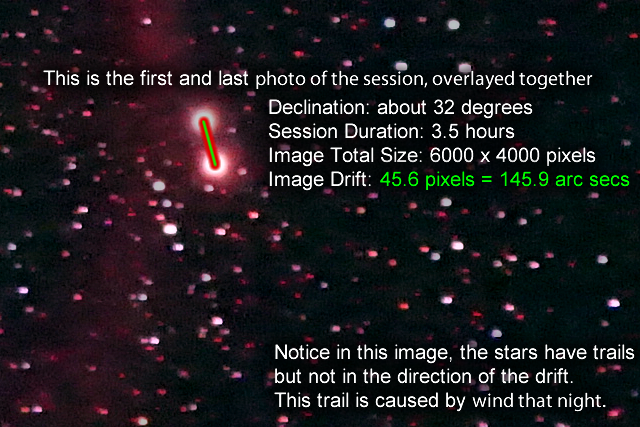 This is the first and last photo of the session, overlayed together
Declination: about 32 degrees
Session Duration: 3.5 hours
Image Total Size: 6000 x 4000 pixels
Image Drift: 45.6 pixels = 145.9 arc secs
Notice in this image, the stars have trails
but not in the direction of the drift.
This trail is caused by wind that night.